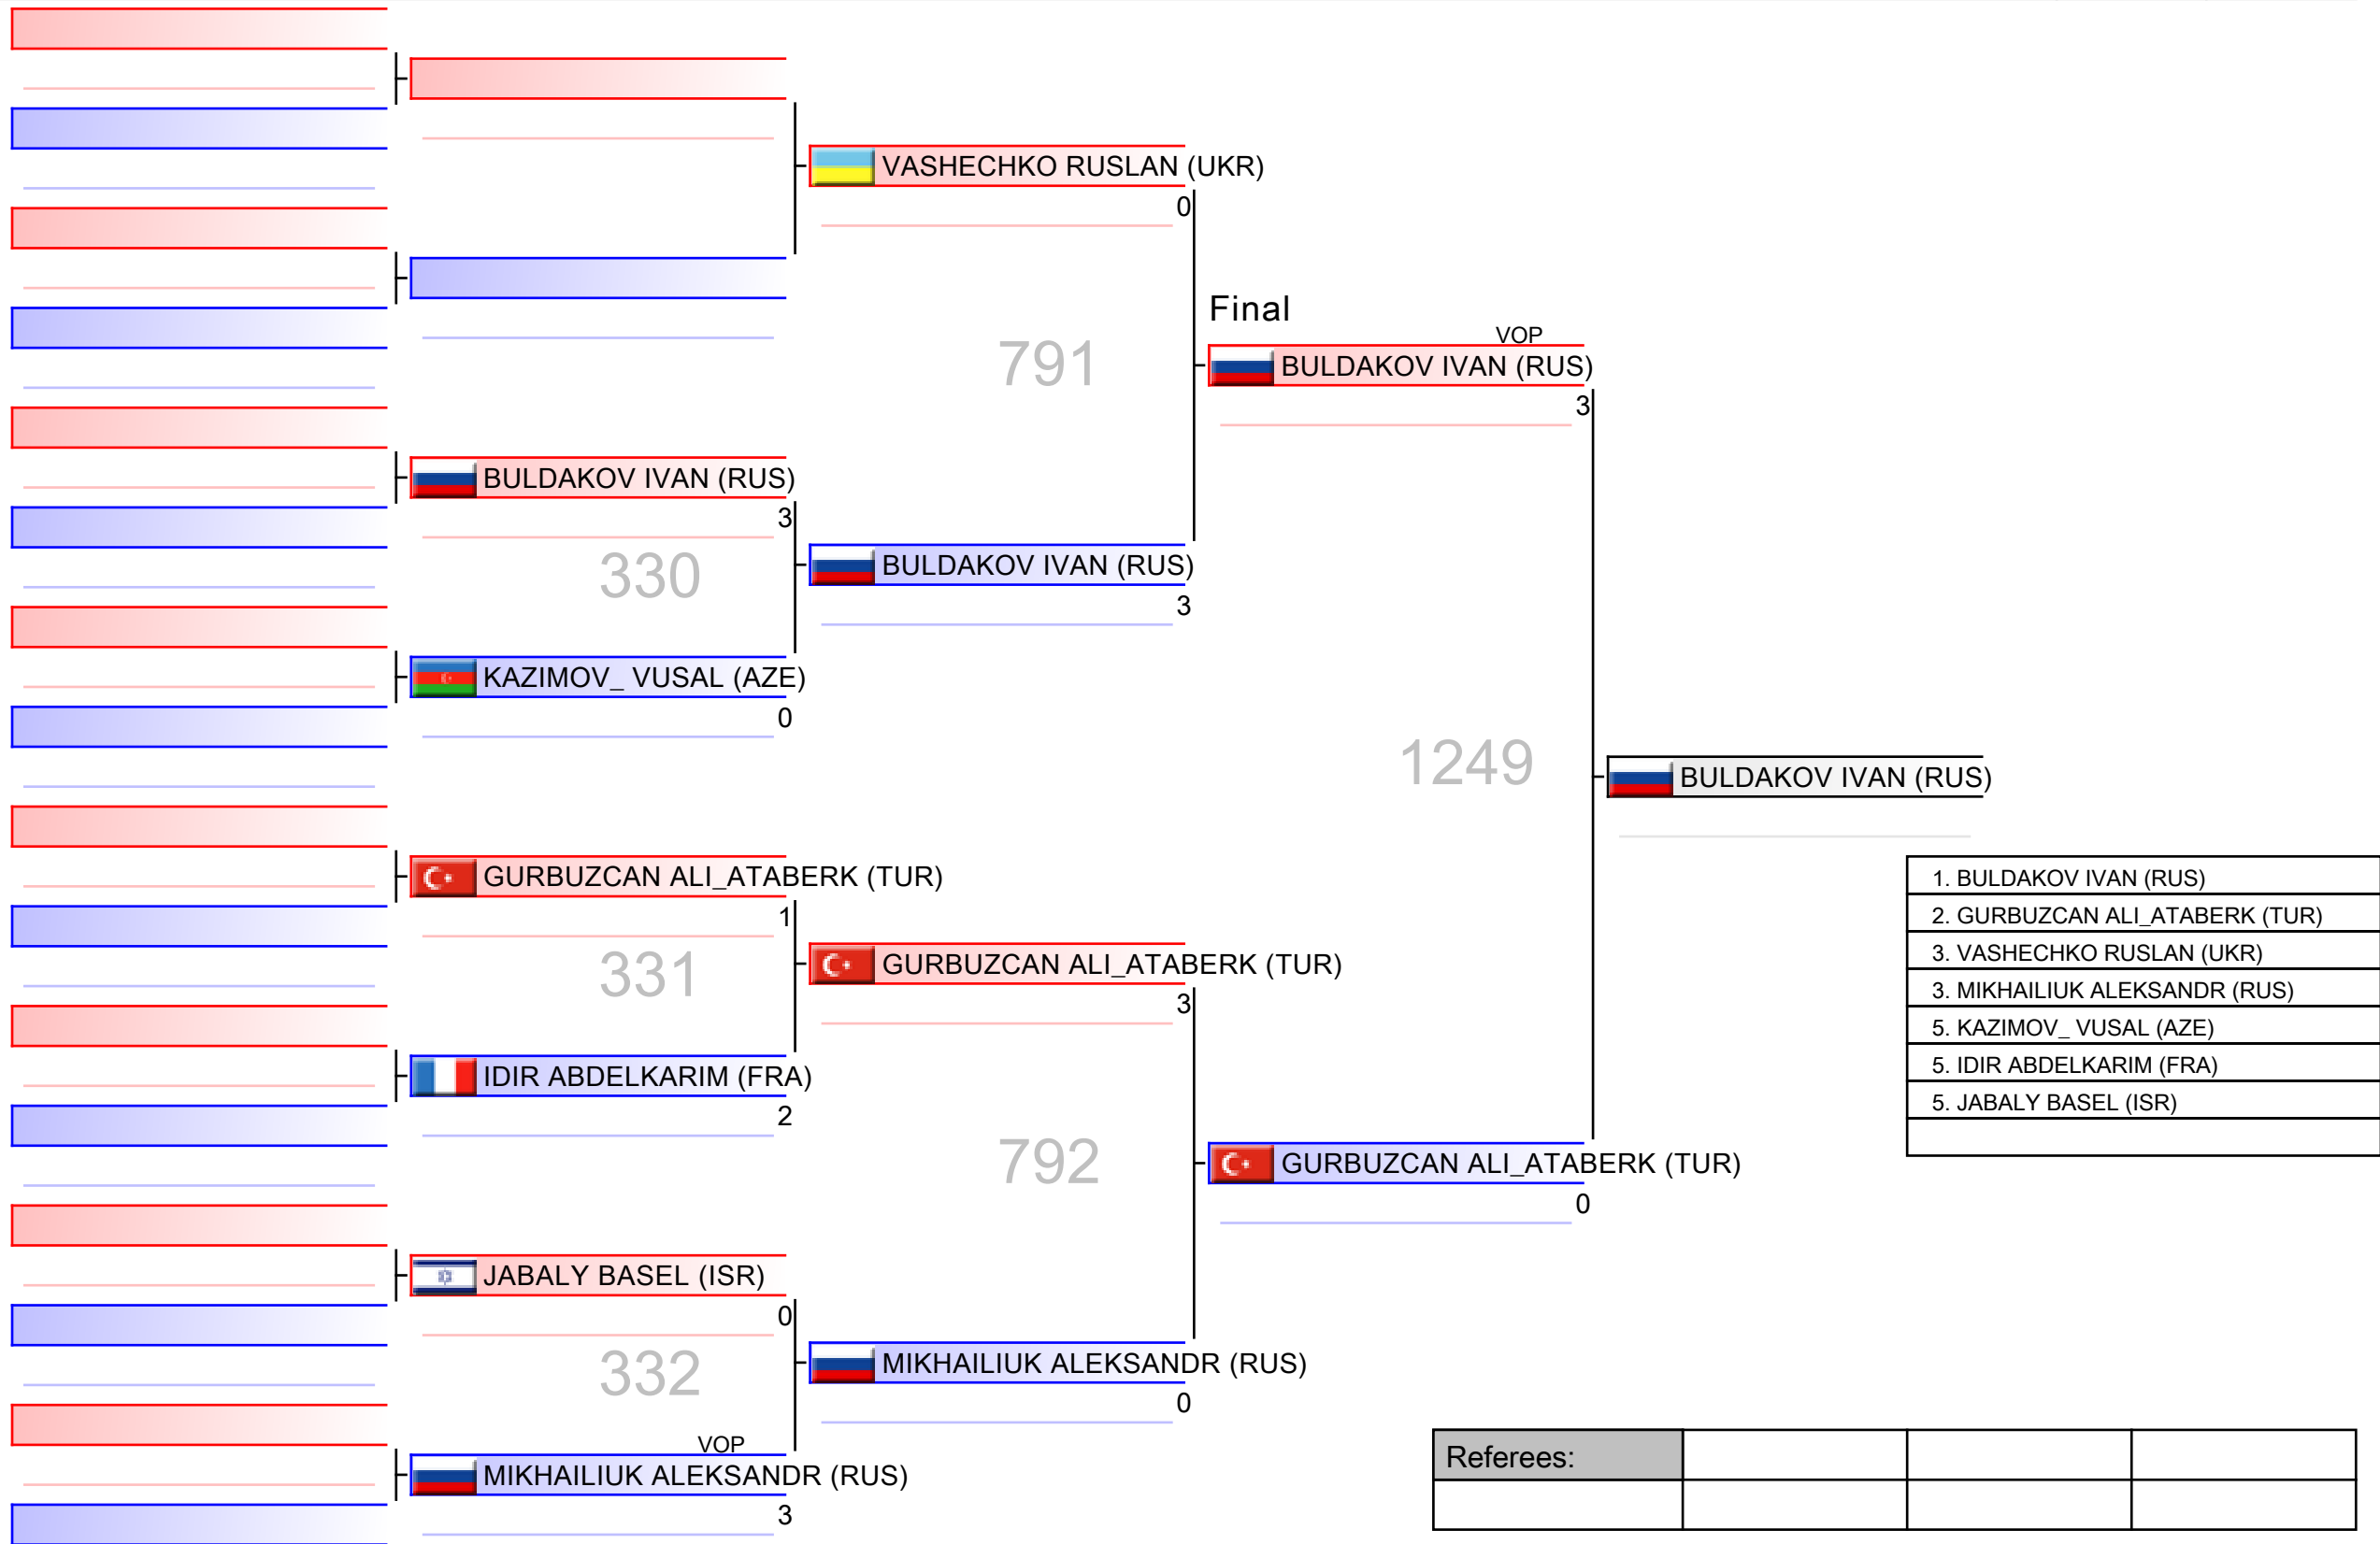 VASHECHKO RUSLAN (UKR)
0
791
Final
VOP
BULDAKOV IVAN (RUS)
3
BULDAKOV IVAN (RUS)
3
330
BULDAKOV IVAN (RUS)
3
KAZIMOV_ VUSAL (AZE)
0
1249
BULDAKOV IVAN (RUS)
GURBUZCAN ALI_ATABERK (TUR)
1
331
GURBUZCAN ALI_ATABERK (TUR)
3
IDIR ABDELKARIM (FRA)
2
792
GURBUZCAN ALI_ATABERK (TUR)
0
JABALY BASEL (ISR)
0
332
MIKHAILIUK ALEKSANDR (RUS)
0
VOP
MIKHAILIUK ALEKSANDR (RUS)
3
1. BULDAKOV IVAN (RUS)
2. GURBUZCAN ALI_ATABERK (TUR)
3. VASHECHKO RUSLAN (UKR)
3. MIKHAILIUK ALEKSANDR (RUS)
5. KAZIMOV_ VUSAL (AZE)
5. IDIR ABDELKARIM (FRA)
5. JABALY BASEL (ISR)
Referees: